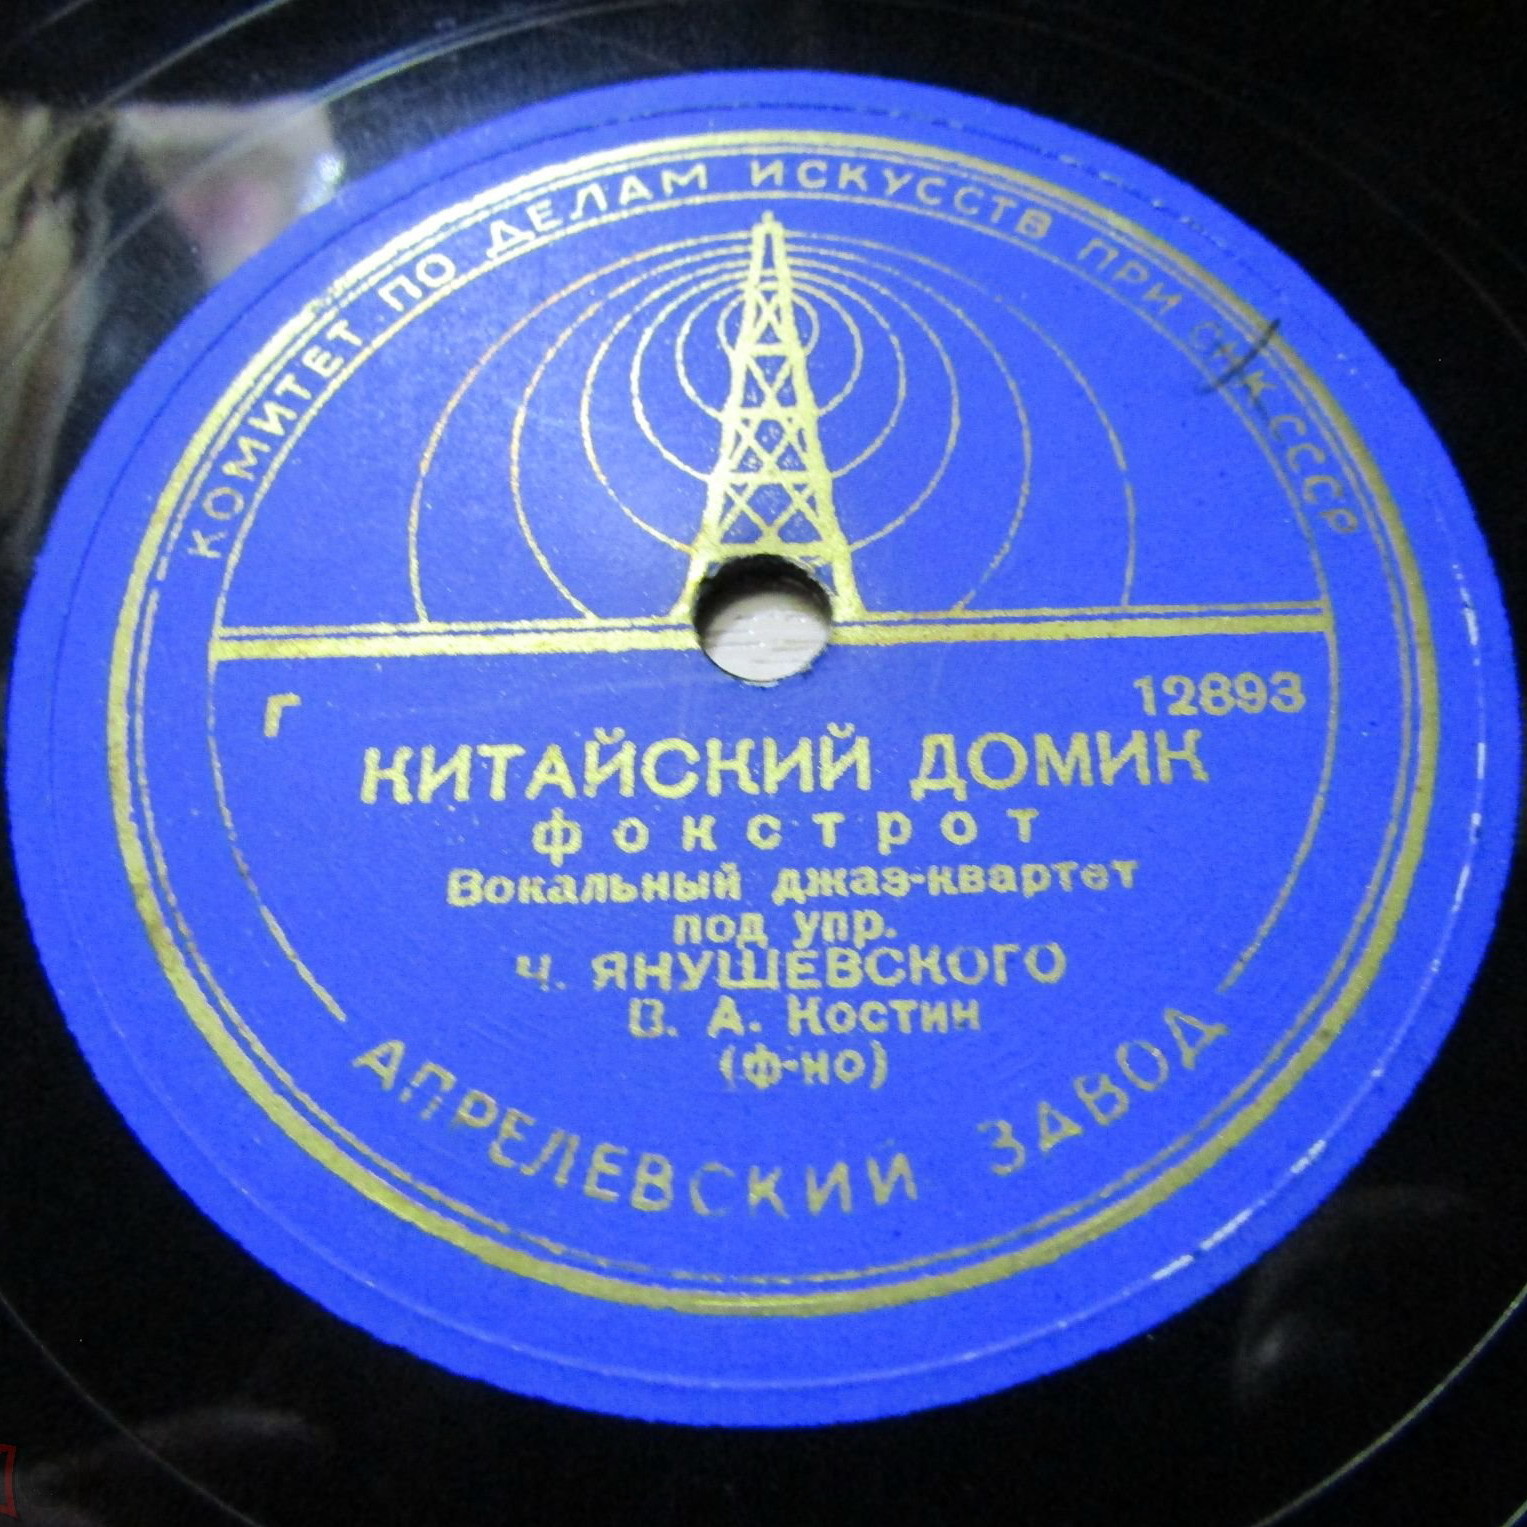 КОМИТЕТ ПО ДЕЛАМ ИСКУССТВ ПРИ СНК СССР
Г 12893
КИТАЙСКИЙ ДОМИК
фокстрот
Вокальный джаз-квартет
под упр.
Ч. ЯНУШЕВСКОГО
В. А. Костин
(ф-но)
АПРЕЛЕВСКИЙ ЗАВОД